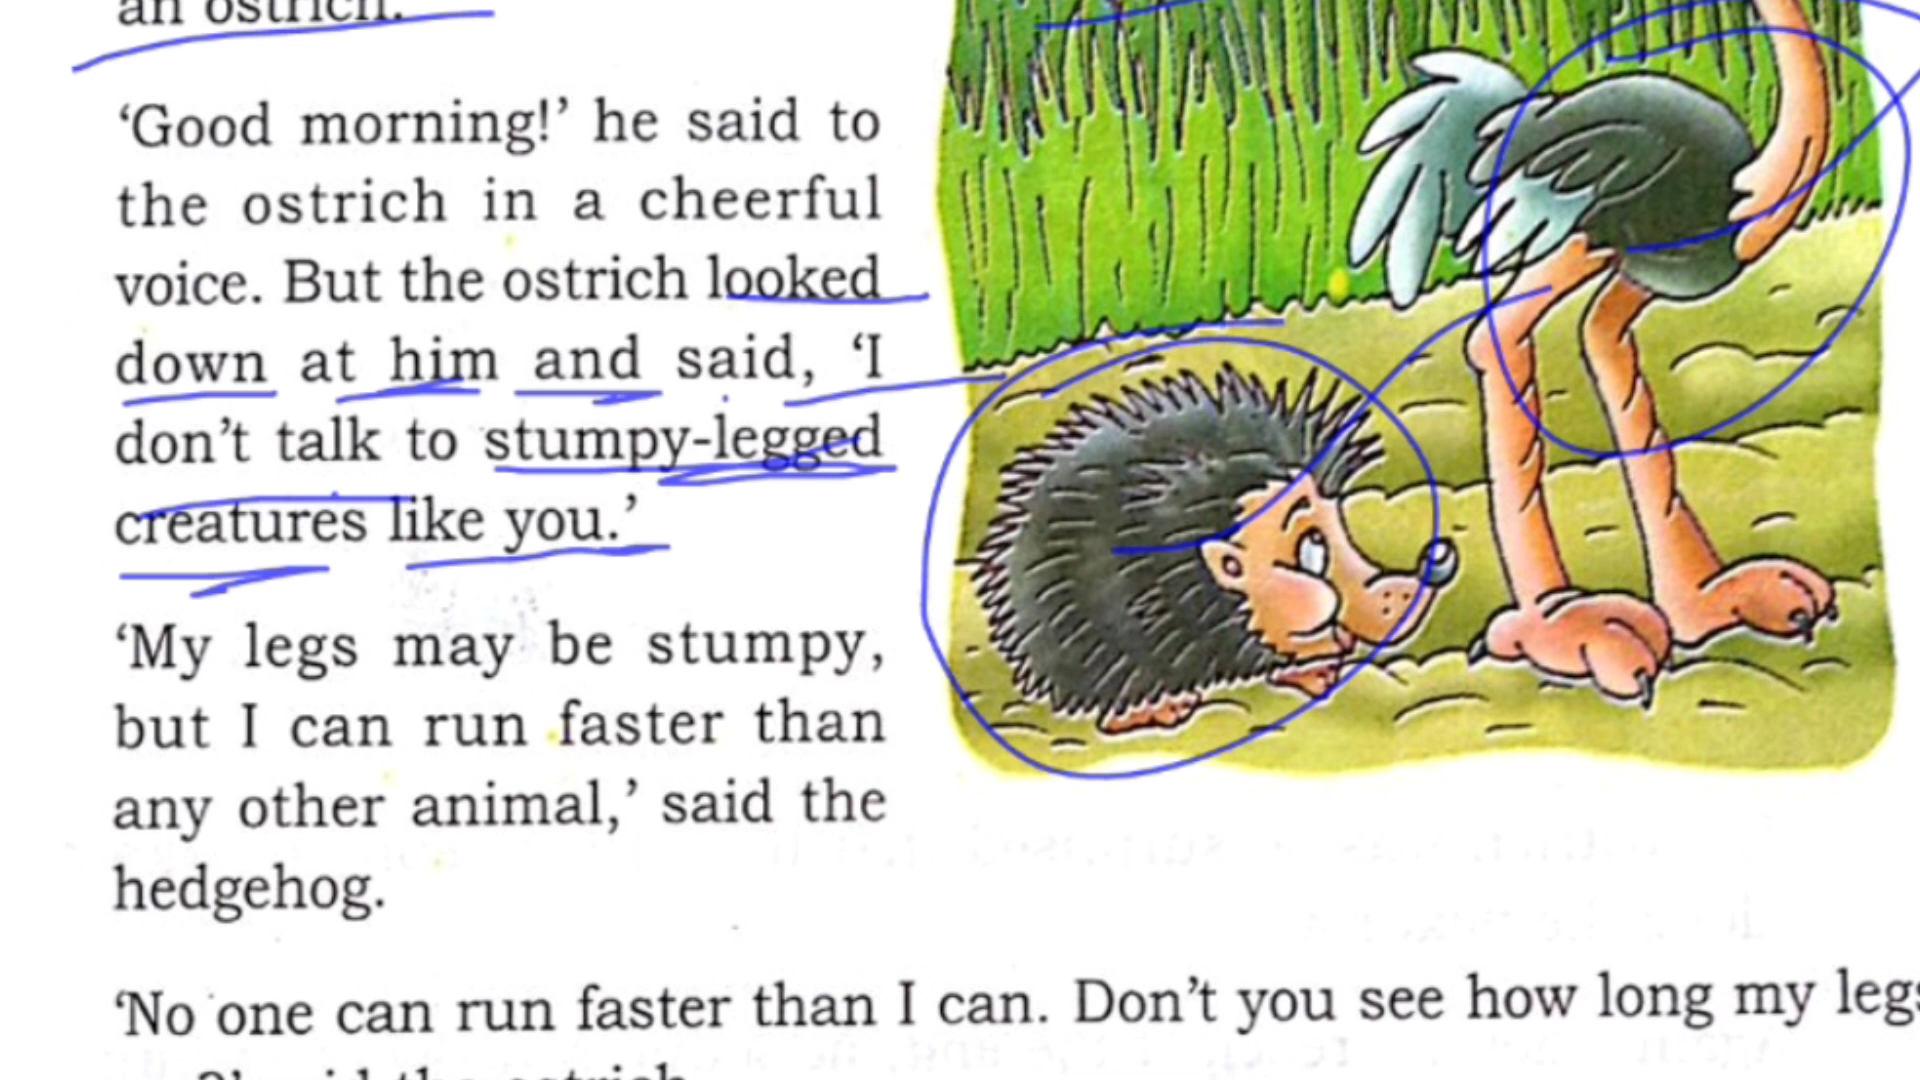 an ostrich.
‘Good morning!’ he said to
the ostrich in a cheerful
voice. But the ostrich looked
down at him and said, ‘I
don’t talk to stumpy-legged
creatures like you.’
‘My legs may be stumpy,
but I can run faster than
any other animal,’ said the
hedgehog.
‘No one can run faster than I can. Don’t you see how long my legs
said the ostrich